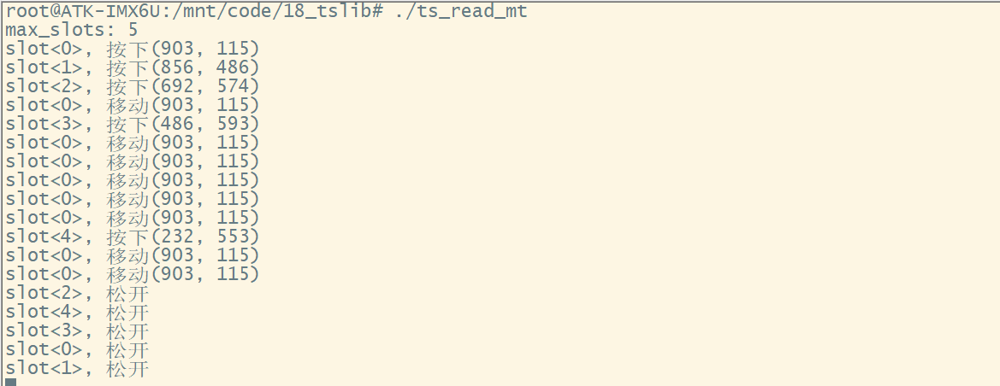 root@ATK-IMX6U:/mnt/code/18_tslib# ./ts_read_mt
max_slots: 5
slot<0>, 按下(903, 115)
slot<1>, 按下(856, 486)
slot<2>, 按下(692, 574)
slot<0>, 移动(903, 115)
slot<3>, 按下(486, 593)
slot<0>, 移动(903, 115)
slot<0>, 移动(903, 115)
slot<0>, 移动(903, 115)
slot<0>, 移动(903, 115)
slot<0>, 移动(903, 115)
slot<4>, 按下(232, 553)
slot<0>, 移动(903, 115)
slot<0>, 移动(903, 115)
slot<2>, 松开
slot<4>, 松开
slot<3>, 松开
slot<0>, 松开
slot<1>, 松开